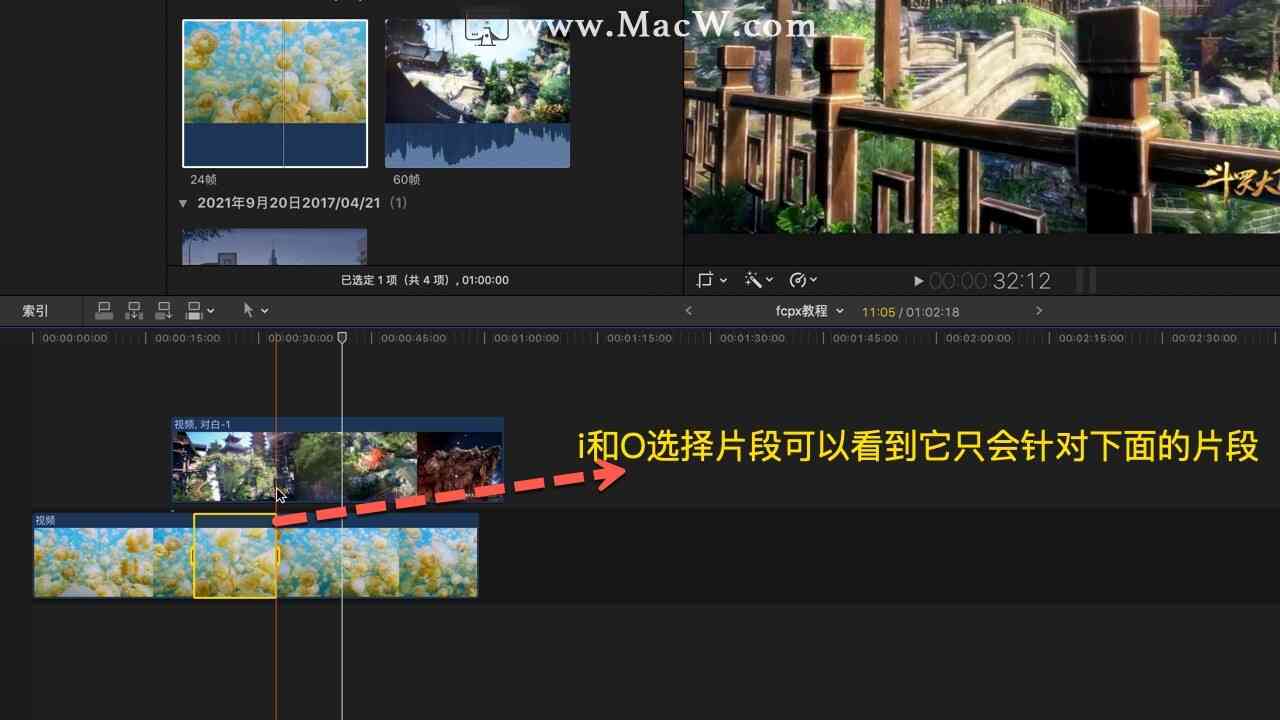 www.MacW.com
24帧
60帧
2021年9月20日2017/04/21 (1)
斗罗大
已选定 1 项（共 4 项）, 01:00:00
00:00:32:12
索引
fcpx教程
11:05 / 01:02:18
00:00:00:00
00:00:15:00
00:00:30:00
00:00:45:00
00:01:00:00
00:01:15:00
00:01:30:00
00:01:45:00
00:02:00:00
00:02:15:00
00:02:30:00
视频, 对白-1
i和O选择片段可以看到它只会针对下面的片段
视频